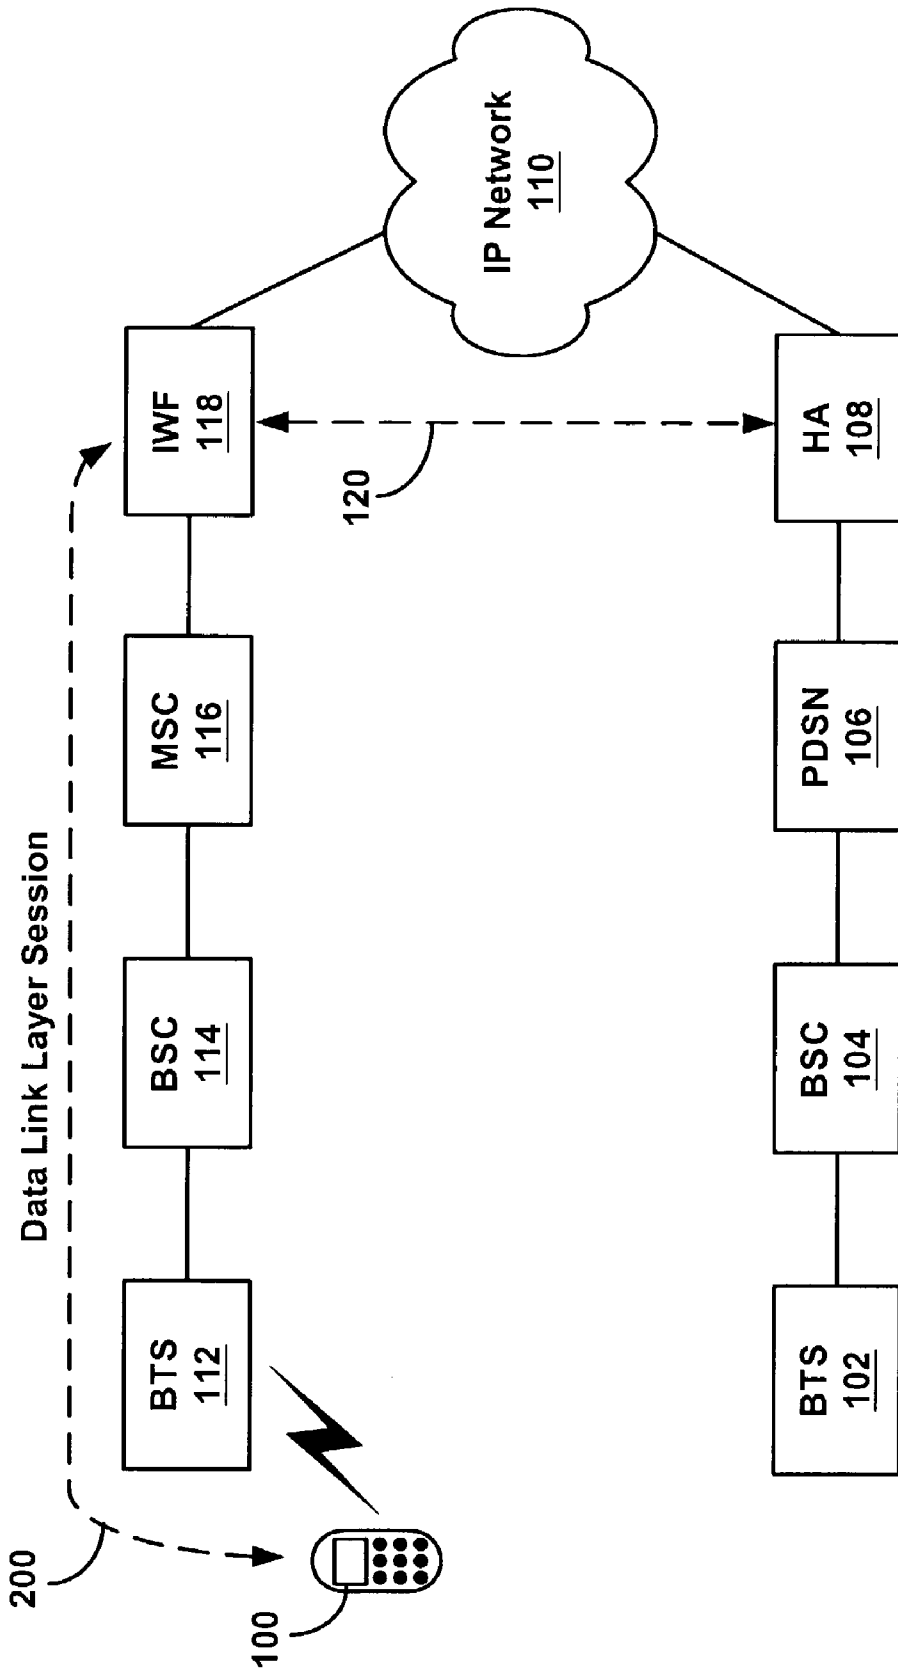 200
Data Link Layer Session
100
BTS
112
BSC
114
MSC
116
IWF
118
120
IP Network
110
BTS
102
BSC
104
PDSN
106
HA
108